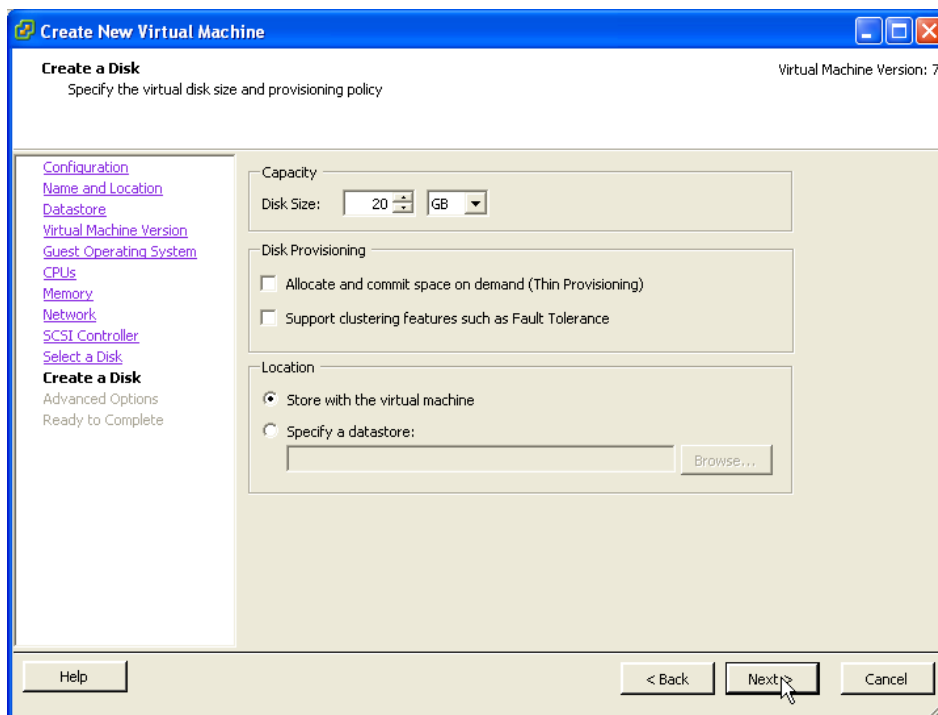 Create New Virtual Machine
Create a Disk
Specify the virtual disk size and provisioning policy
Virtual Machine Version: 7
Configuration
Name and Location
Datastore
Virtual Machine Version
Guest Operating System
CPUs
Memory
Network
SCSI Controller
Select a Disk
Create a Disk
Advanced Options
Ready to Complete
Capacity
Disk Size: 20 GB
Disk Provisioning
Allocate and commit space on demand (Thin Provisioning)
Support clustering features such as Fault Tolerance
Location
Store with the virtual machine
Specify a datastore:
Browse...
Help
< Back
Next >
Cancel